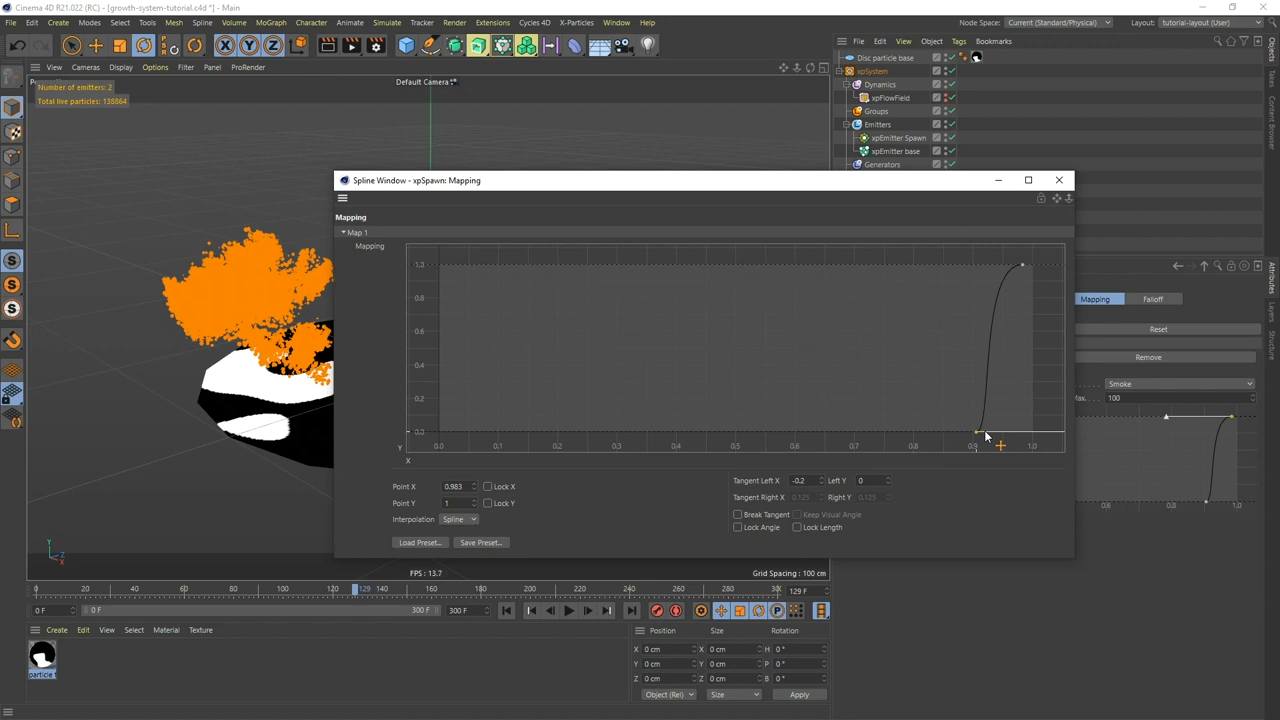 Cinema 4D R21.022 (RC) - [growth-system-tutorial.c4d *] - Main
File Edit Create Modes Select Tools Mesh Spline Volume MoGraph Character Animate Simulate Tracker Render Extensions Cycles 4D X-Particles Window Help
Node Space: Current (Standard/Physical) Layout: tutorial-layout (User)
PSR
X Y Z
File Edit View Object Tags Bookmarks
View Cameras Display Options Filter Panel ProRender
Default Camera
Number of emitters: 2
Total live particles: 138864
Disc particle base
xpSystem
Dynamics
xpFlowField
Groups
Emitters
xpEmitter Spawn
xpEmitter base
Generators
Objects
Takes
Content Browser
Attributes
Layers
Structure
Spline Window - xpSpawn: Mapping
Mapping
Map 1
Mapping
0.8
0.6
0.4
0.2
Y 0.0 0.1 0.2 0.3 0.4 0.5 0.6 0.7 0.8 0.9 1.0
X
Point X 0.983 Lock X
Point Y 1 Lock Y
Interpolation Spline
Load Preset... Save Preset...
Tangent Left X -0.2 Left Y 0
Tangent Right X 0.125 Right Y 0.125
Break Tangent Keep Visual Angle
Lock Angle Lock Length
Mapping Falloff
Reset
Remove
Smoke
Max. . . . 100
0.6 0.8 1.0
FPS : 13.7
Grid Spacing : 100 cm
Y
Z
X
0 20 40 60 80 100 129 140 160 180 200 220 240 260 280 129 F
0 F 0 F 300 F 300 F
Create Edit View Select Material Texture
particle t
Position Size Rotation
X 0 cm X 0 cm H 0 °
Y 0 cm Y 0 cm P 0 °
Z 0 cm Z 0 cm B 0 °
Object (Rel) Size Apply